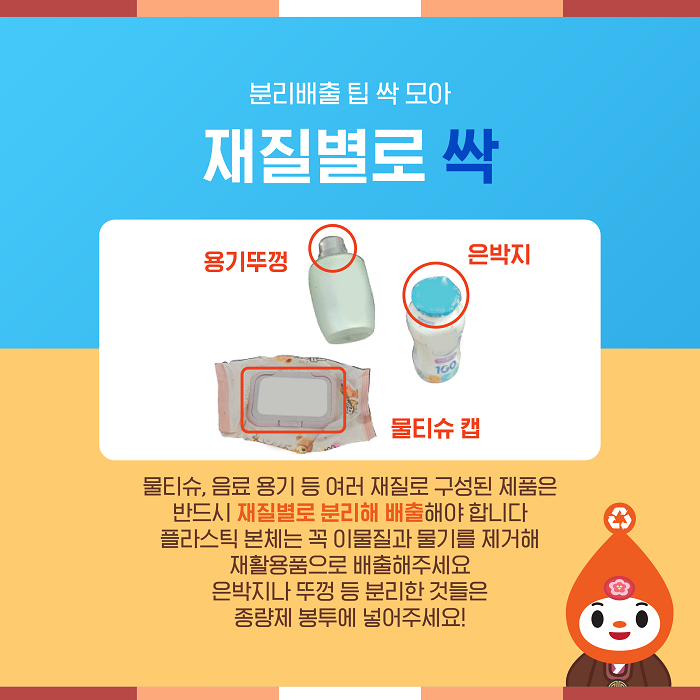 분리배출 팁 싹 모아
재질별로 싹
용기뚜껑
은박지
100
물티슈 캡
물티슈, 음료 용기 등 여러 재질로 구성된 제품은
반드시 재질별로 분리해 배출해야 합니다
플라스틱 본체는 꼭 이물질과 물기를 제거해
재활용품으로 배출해주세요
은박지나 뚜껑 등 분리한 것들은
종량제 봉투에 넣어주세요!